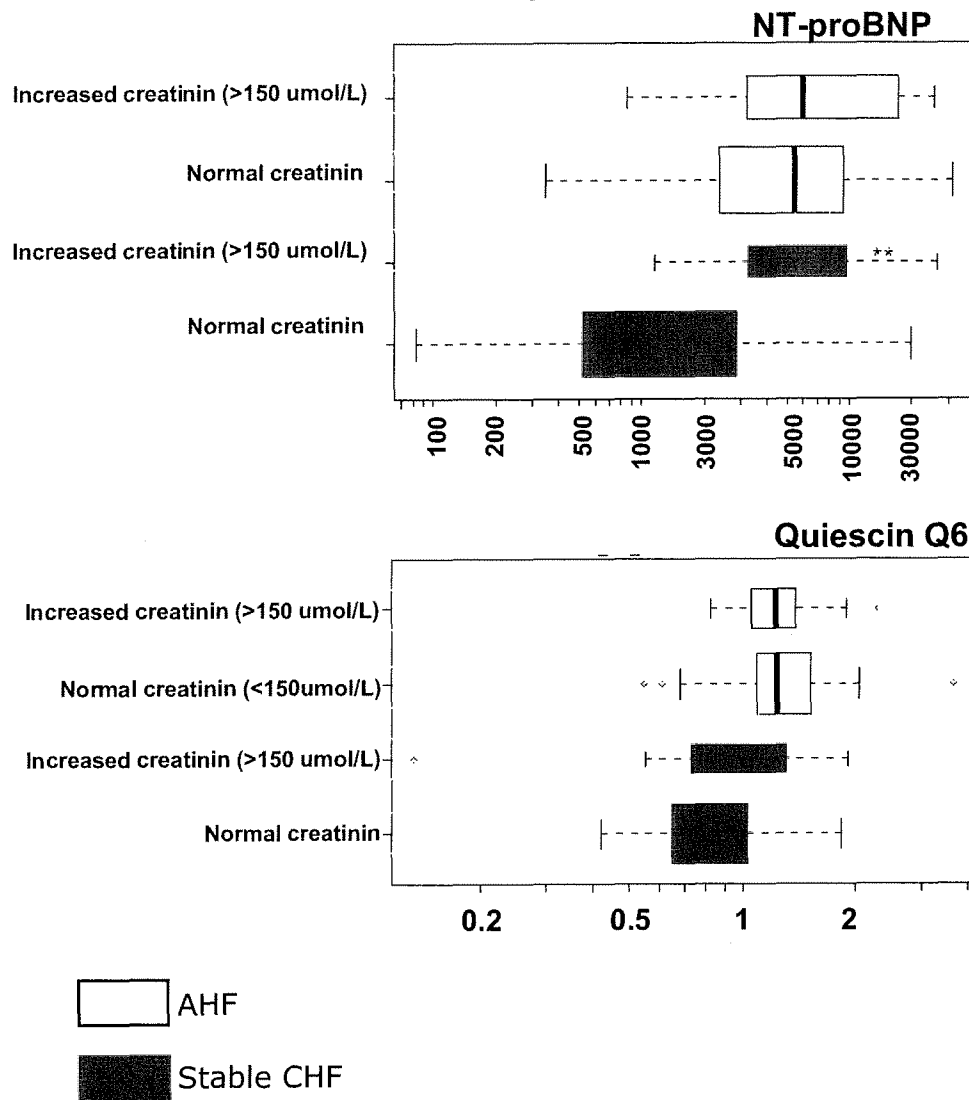 NT-proBNP
Increased creatinin (>150 umol/L)
Normal creatinin
Increased creatinin (>150 umol/L)
**
Normal creatinin
100 200 500 1000 3000 5000 10000 30000
Quiescin Q6
Increased creatinin (>150 umol/L)
Normal creatinin (<150umol/L)
Increased creatinin (>150 umol/L)
Normal creatinin
0.2 0.5 1 2
AHF
Stable CHF